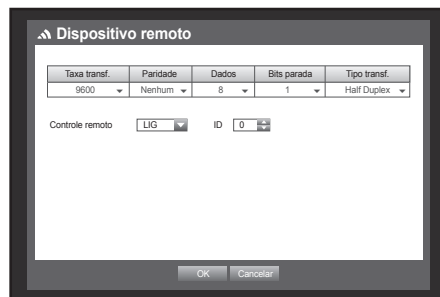 Dispositivo remoto
Taxa transf. Paridade Dados Bits parada Tipo transf.
9600 Nenhum 8 1 Half Duplex
Controle remoto LIG ID 0
OK Cancelar